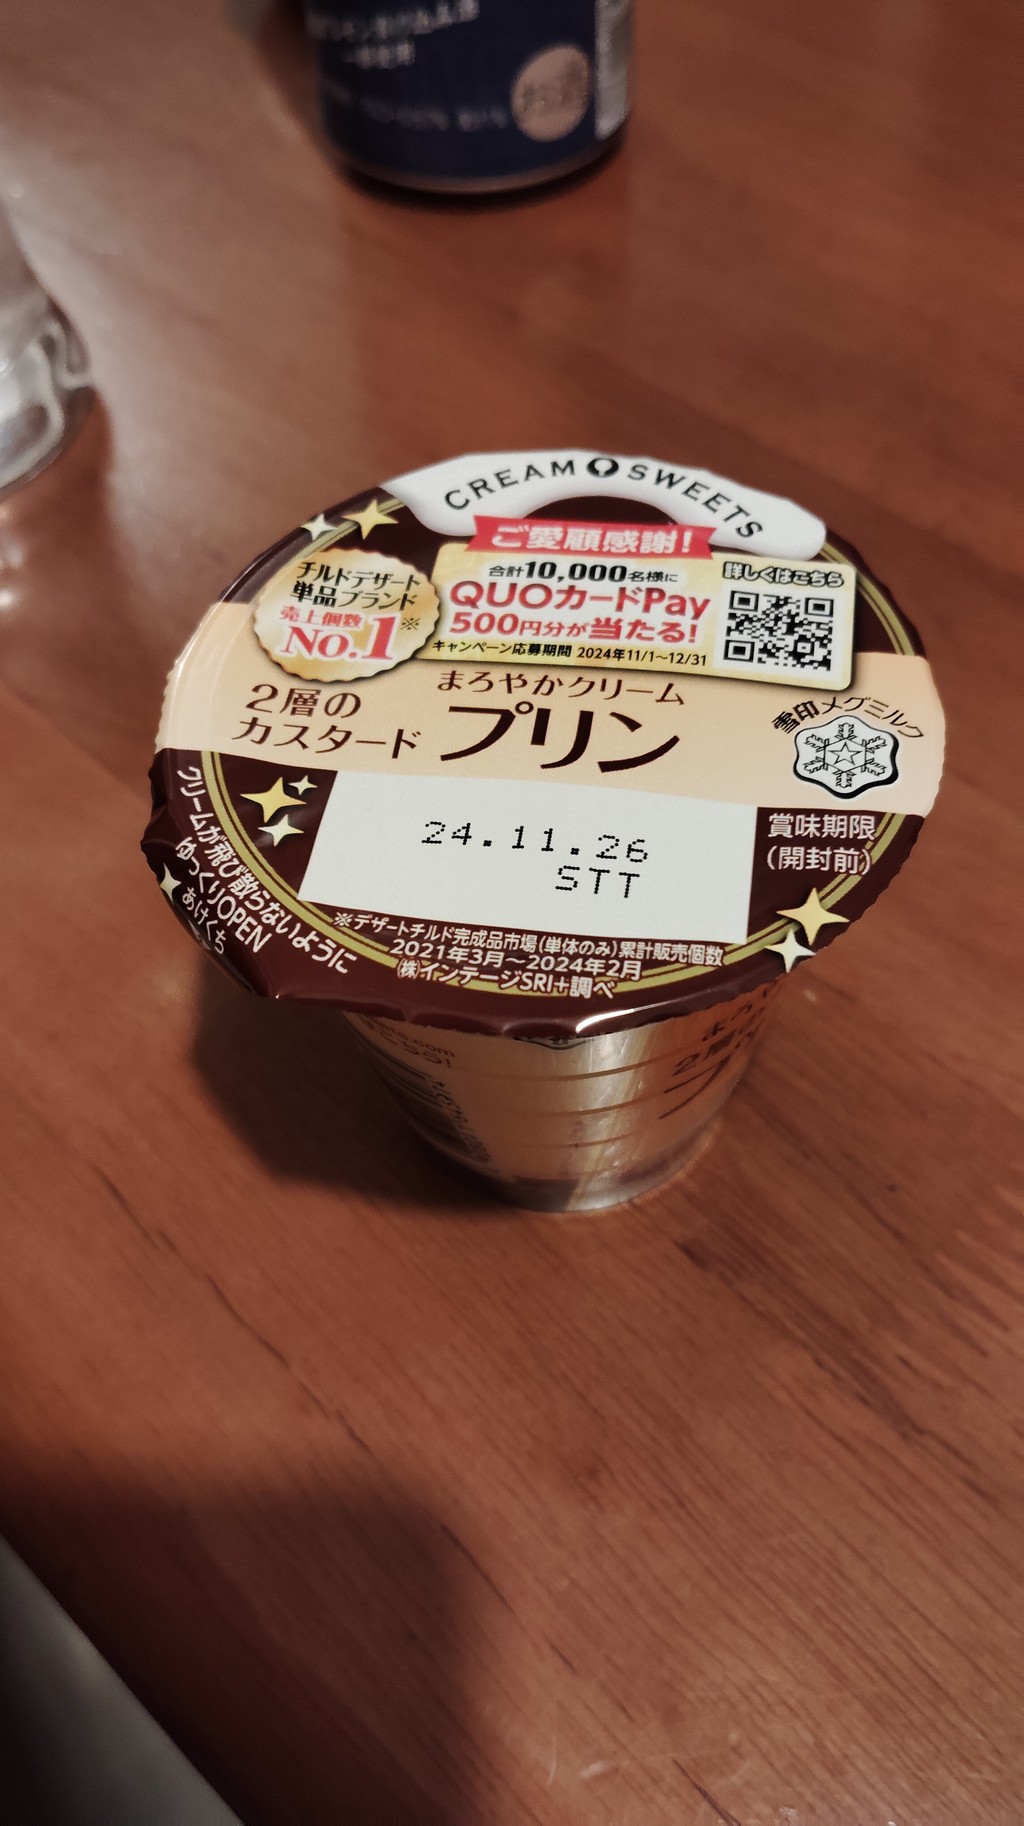 CREAM SWEETS
ご愛顧感謝!
合計10,000名様に
QUOカードPay
500円分が当たる!
キャンペーン応募期間 2024年11/1〜12/31
詳しくはこちら
チルドデザート
単品ブランド
売上個数
No.1※
まろやかクリーム
2層の
カスタード
プリン
雪印メグミルク
24.11.26
STT
賞味期限
(開封前)
クリームが飛び散らないように
ゆっくりOPEN
あけくち
※デザートチルド完成品市場(単体のみ)累計販売個数
2021年3月〜2024年2月
(株)インテージSRI+調べ